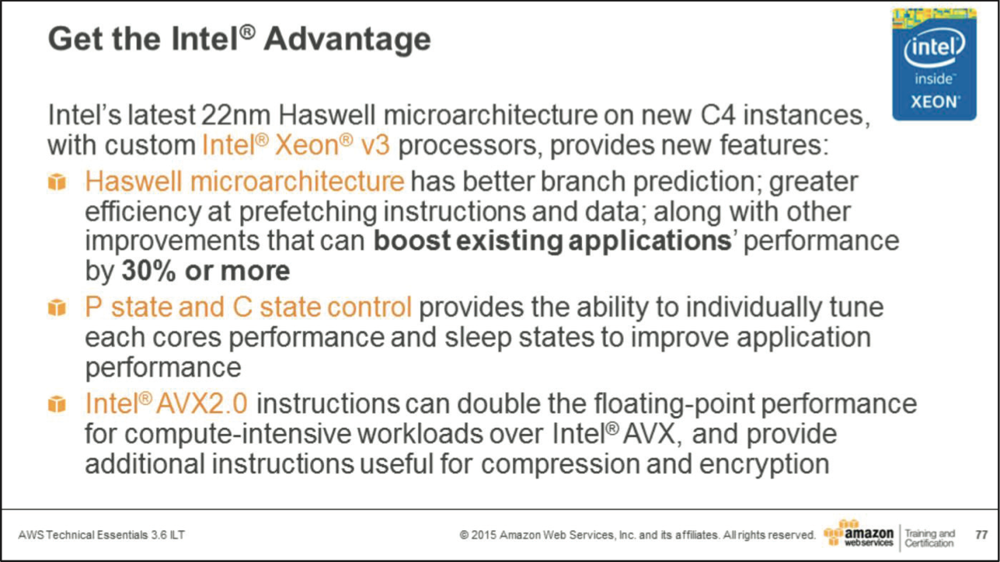 Get the Intel® Advantage
intel
inside™
XEON®
Intel's latest 22nm Haswell microarchitecture on new C4 instances,
with custom Intel® Xeon® v3 processors, provides new features:
Haswell microarchitecture has better branch prediction; greater
efficiency at prefetching instructions and data; along with other
improvements that can boost existing applications' performance
by 30% or more
P state and C state control provides the ability to individually tune
each cores performance and sleep states to improve application
performance
Intel® AVX2.0 instructions can double the floating-point performance
for compute-intensive workloads over Intel® AVX, and provide
additional instructions useful for compression and encryption
AWS Technical Essentials 3.6 ILT
© 2015 Amazon Web Services, Inc. and its affiliates. All rights reserved.
amazon
webservices
Training and
Certification
77